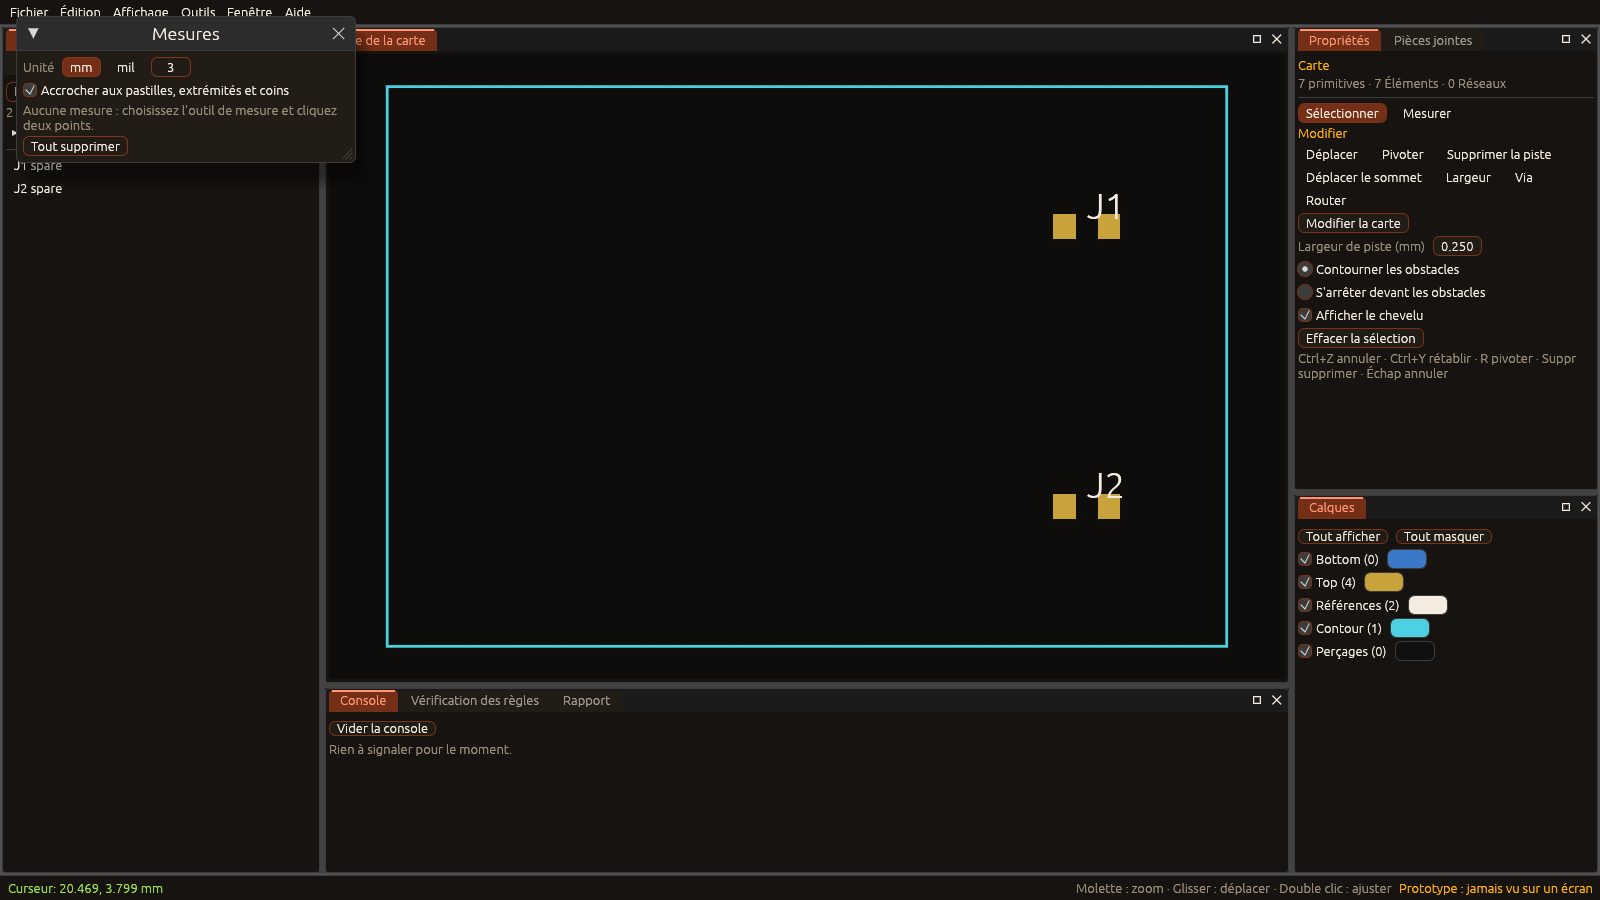 Fichier Édition Affichage Outils Fenêtre Aide
Mesures
Unité mm mil 3
Accrocher aux pastilles, extrémités et coins
Aucune mesure : choisissez l'outil de mesure et cliquez
deux points.
Tout supprimer
2
J1 spare
J2 spare
de la carte
J1
J2
Console Vérification des règles Rapport
Vider la console
Rien à signaler pour le moment.
Propriétés Pièces jointes
Carte
7 primitives · 7 Éléments · 0 Réseaux
Sélectionner Mesurer
Modifier
Déplacer Pivoter Supprimer la piste
Déplacer le sommet Largeur Via
Router
Modifier la carte
Largeur de piste (mm) 0.250
Contourner les obstacles
S'arrêter devant les obstacles
Afficher le chevelu
Effacer la sélection
Ctrl+Z annuler · Ctrl+Y rétablir · R pivoter · Suppr
supprimer · Échap annuler
Calques
Tout afficher Tout masquer
Bottom (0)
Top (4)
Références (2)
Contour (1)
Perçages (0)
Curseur: 20.469, 3.799 mm
Molette : zoom · Glisser : déplacer · Double clic : ajuster Prototype : jamais vu sur un écran